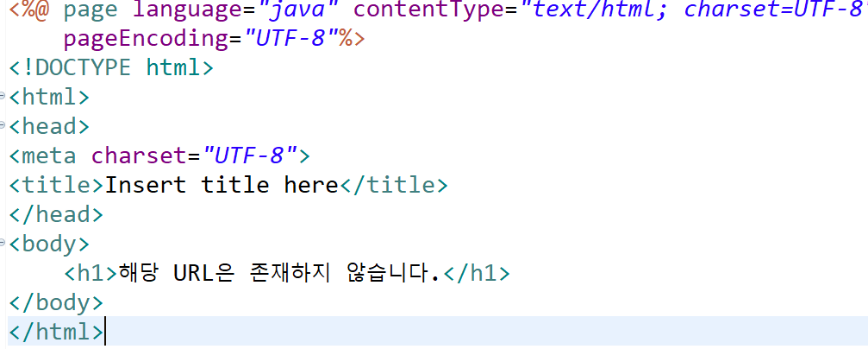 <%@ page language="java" contentType="text/html; charset=UTF-8"
    pageEncoding="UTF-8"%>
<!DOCTYPE html>
<html>
<head>
<meta charset="UTF-8">
<title>Insert title here</title>
</head>
<body>
    <h1>해당 URL은 존재하지 않습니다.</h1>
</body>
</html>